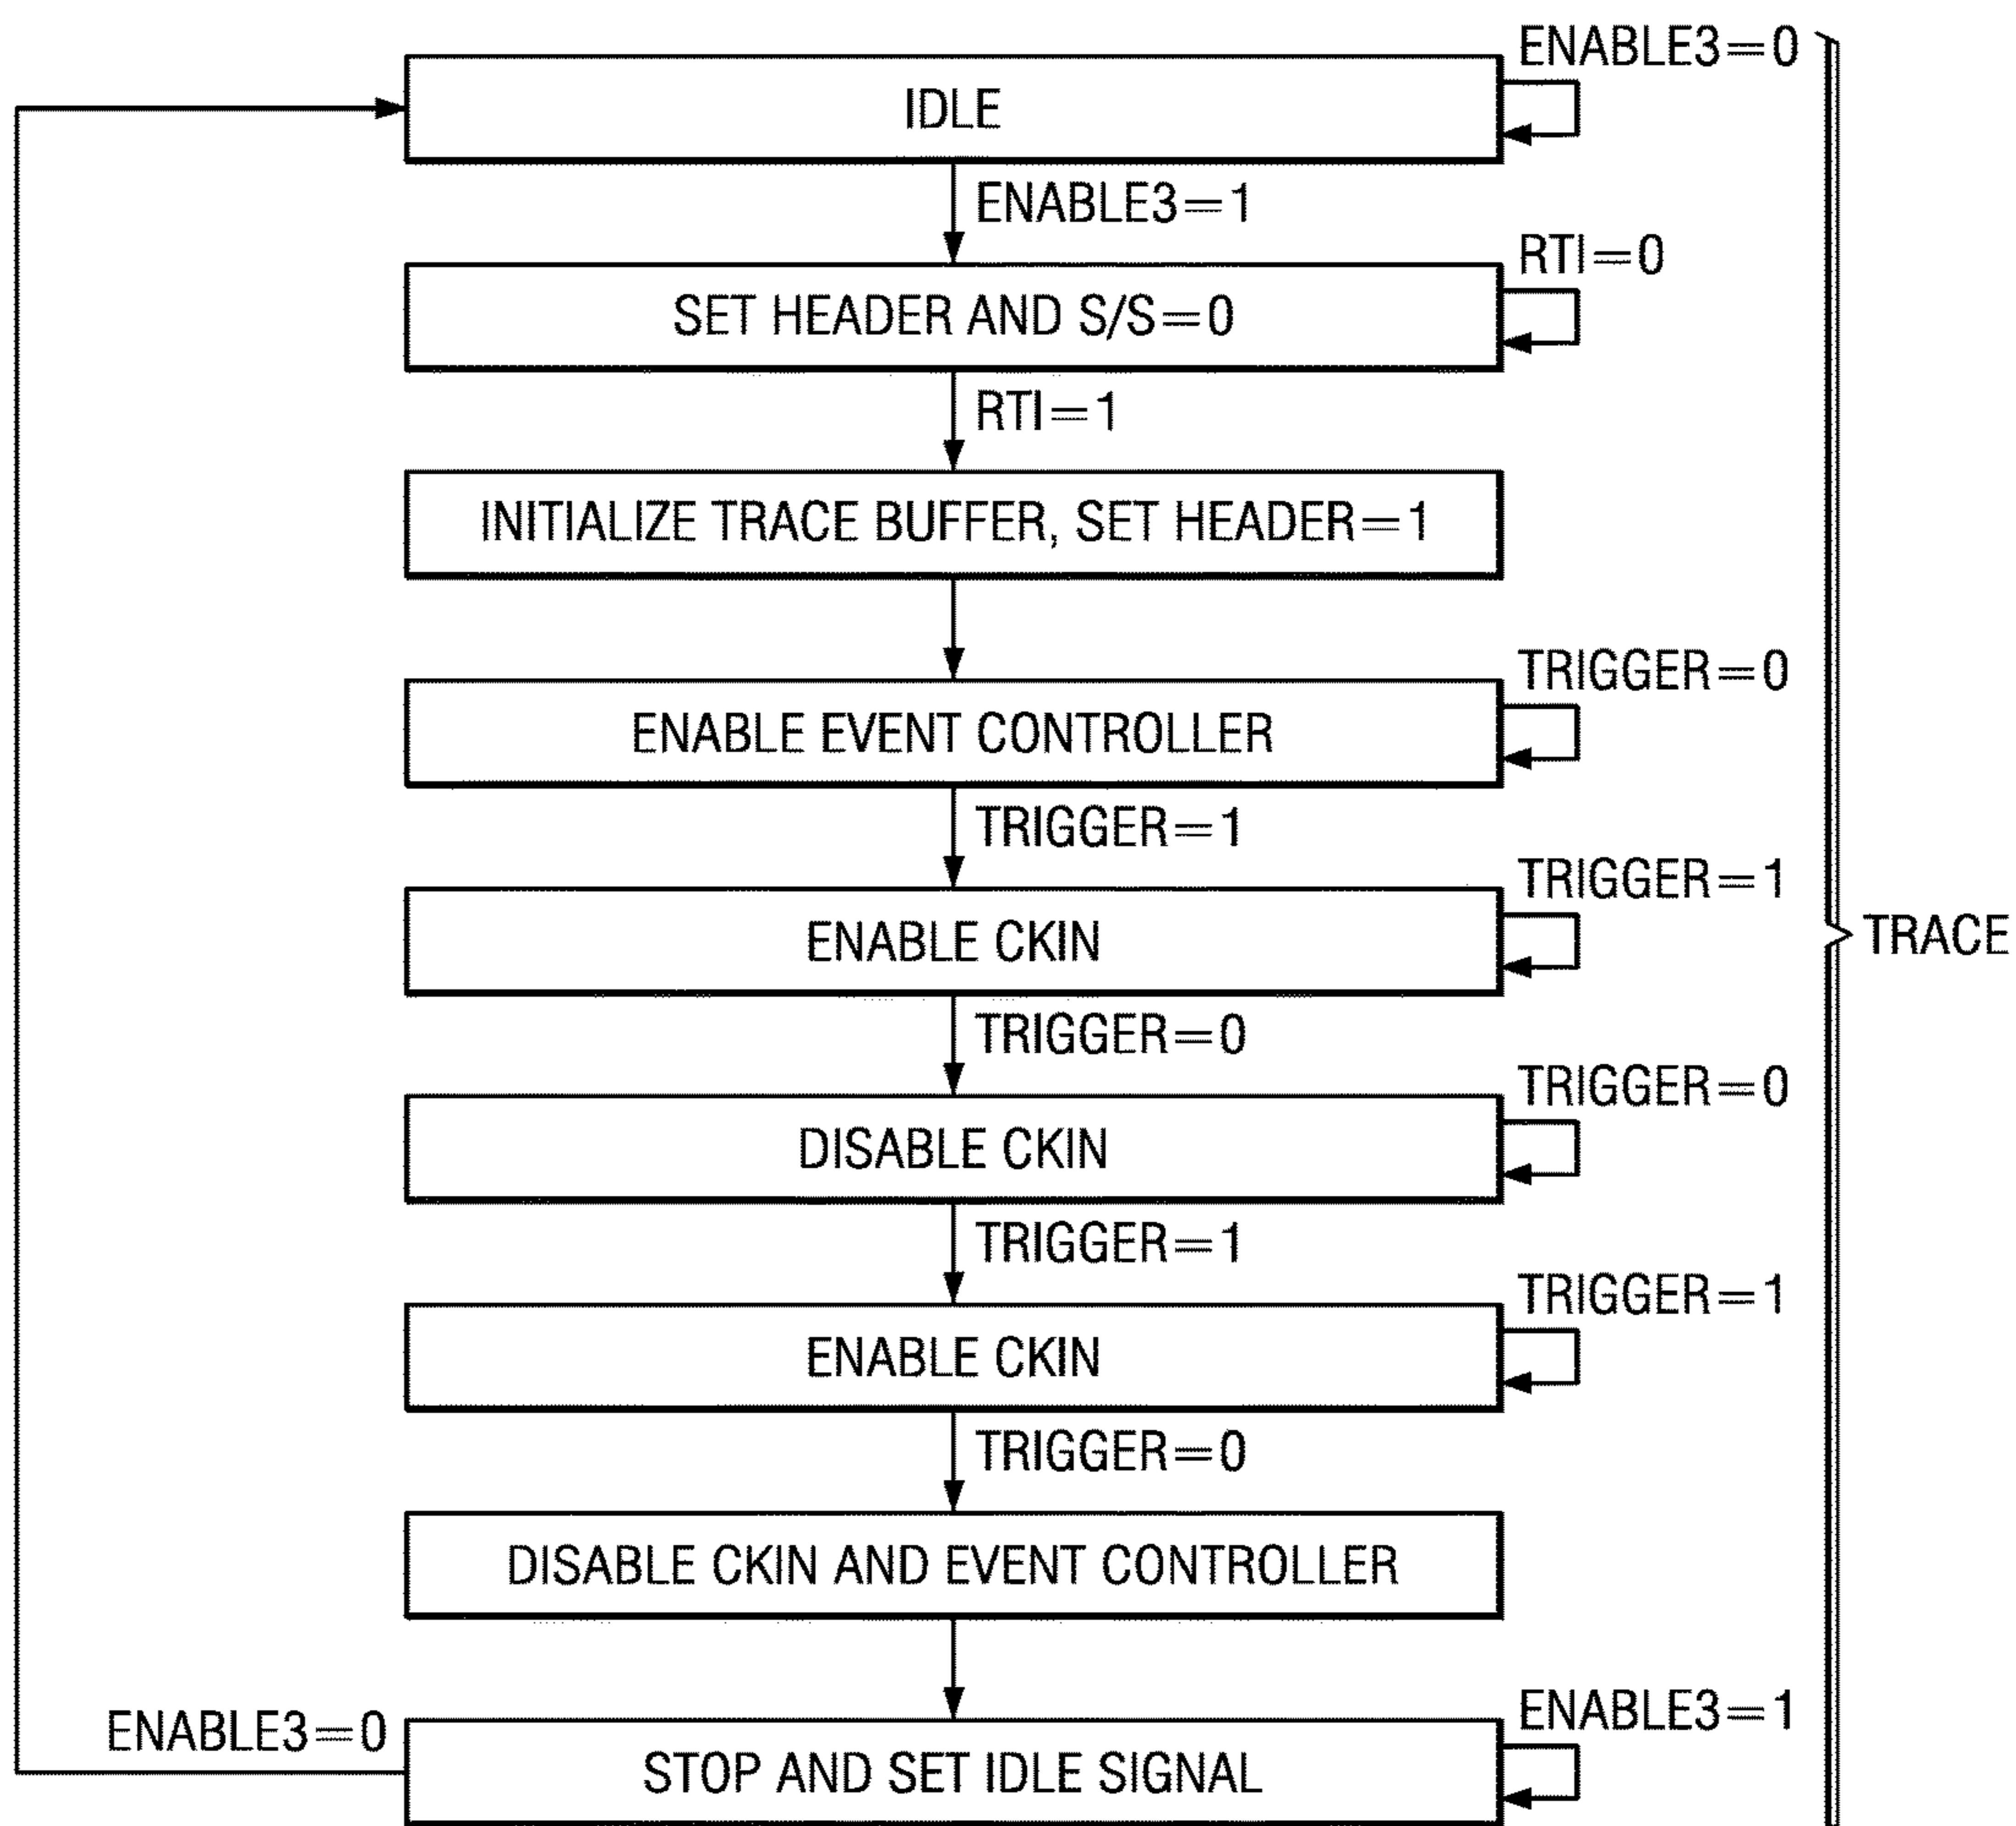 ENABLE3=0
IDLE
ENABLE3=1
RTI=0
SET HEADER AND S/S=0
RTI=1
INITIALIZE TRACE BUFFER, SET HEADER=1
TRIGGER=0
ENABLE EVENT CONTROLLER
TRIGGER=1
TRIGGER=1
ENABLE CKIN
TRACE
TRIGGER=0
TRIGGER=0
DISABLE CKIN
TRIGGER=1
TRIGGER=1
ENABLE CKIN
TRIGGER=0
DISABLE CKIN AND EVENT CONTROLLER
ENABLE3=0
ENABLE3=1
STOP AND SET IDLE SIGNAL